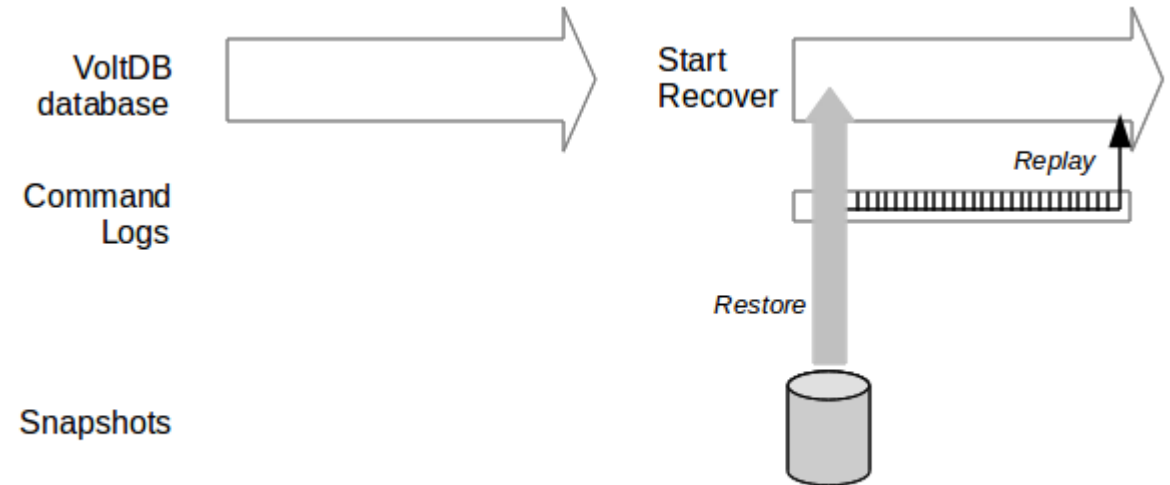 VoltDB
database
Start
Recover
Replay
Command
Logs
Restore
Snapshots